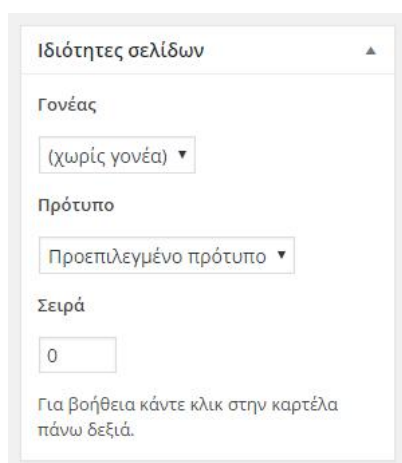 Ιδιότητες σελίδων
Γονέας
(χωρίς γονέα)
Πρότυπο
Προεπιλεγμένο πρότυπο
Σειρά
0
Για βοήθεια κάντε κλικ στην καρτέλα
πάνω δεξιά.